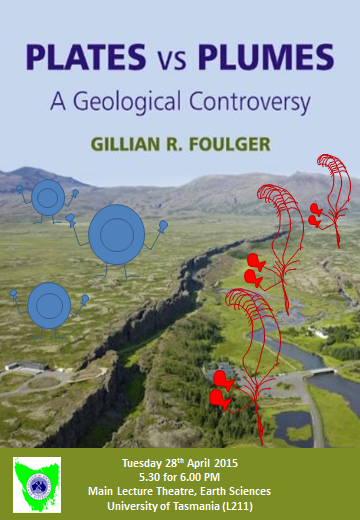 PLATES vs PLUMES
A Geological Controversy
GILLIAN R. FOULGER
Tuesday 28th April 2015
5.30 for 6.00 PM
Main Lecture Theatre, Earth Sciences
University of Tasmania (L211)